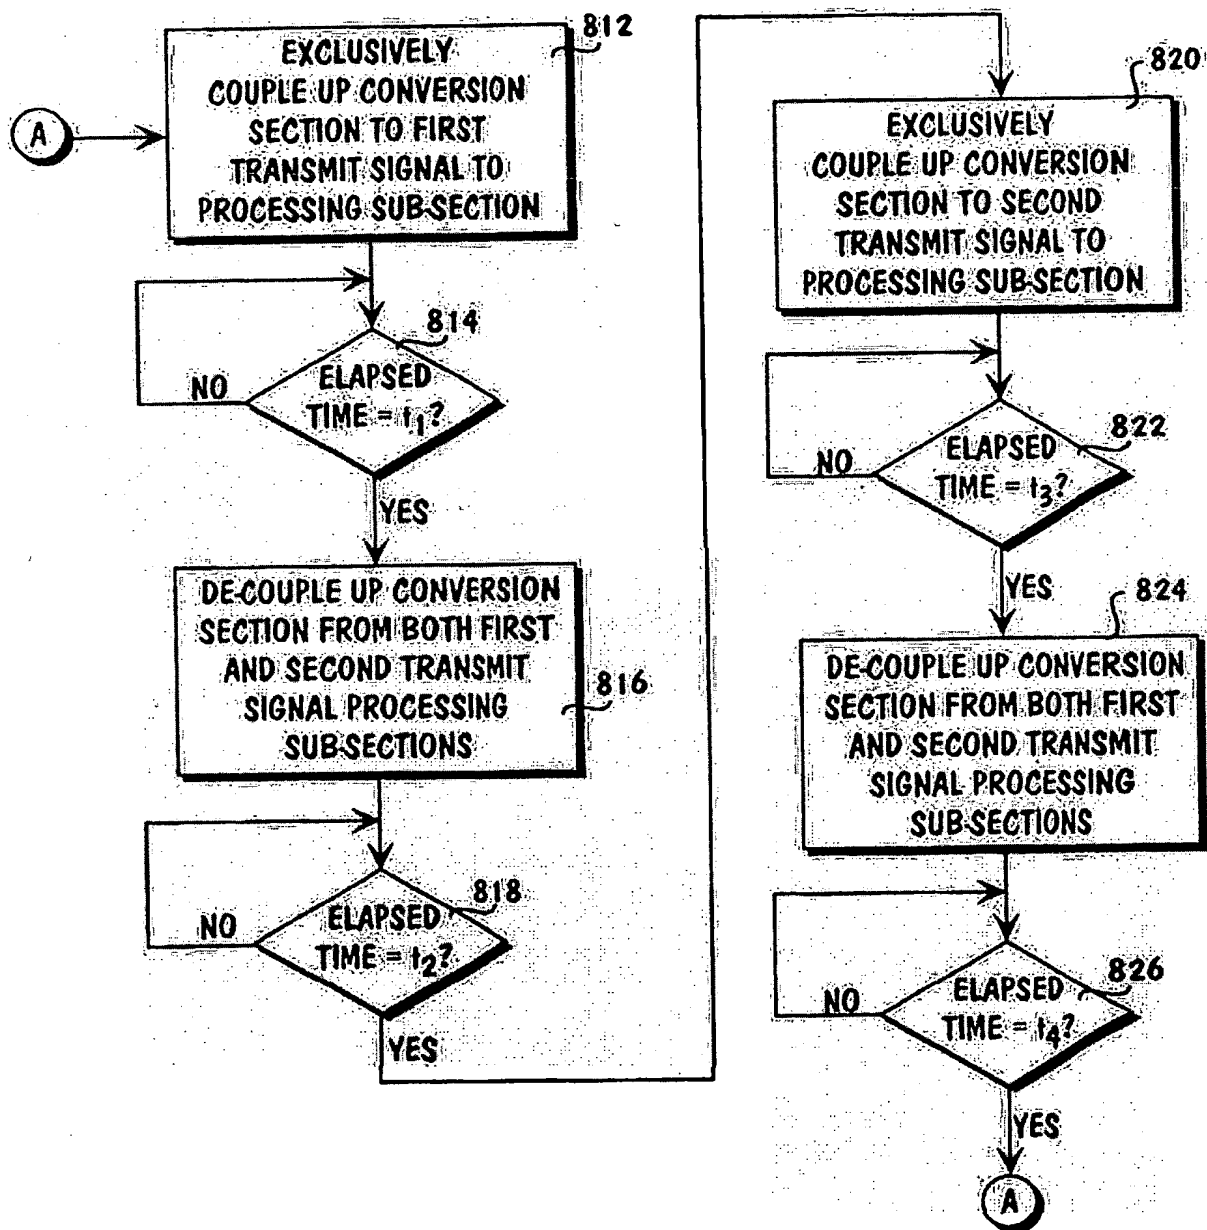 812
EXCLUSIVELY
COUPLE UP CONVERSION
SECTION TO FIRST
TRANSMIT SIGNAL TO
PROCESSING SUB-SECTION
A
814
ELAPSED
TIME = t1?
NO
YES
DE-COUPLE UP CONVERSION
SECTION FROM BOTH FIRST
AND SECOND TRANSMIT
SIGNAL PROCESSING
SUB-SECTIONS
816
818
ELAPSED
TIME = t2?
NO
YES
820
EXCLUSIVELY
COUPLE UP CONVERSION
SECTION TO SECOND
TRANSMIT SIGNAL TO
PROCESSING SUB-SECTION
822
ELAPSED
TIME = t3?
NO
YES
824
DE-COUPLE UP CONVERSION
SECTION FROM BOTH FIRST
AND SECOND TRANSMIT
SIGNAL PROCESSING
SUB-SECTIONS
826
ELAPSED
TIME = t4?
NO
YES
A